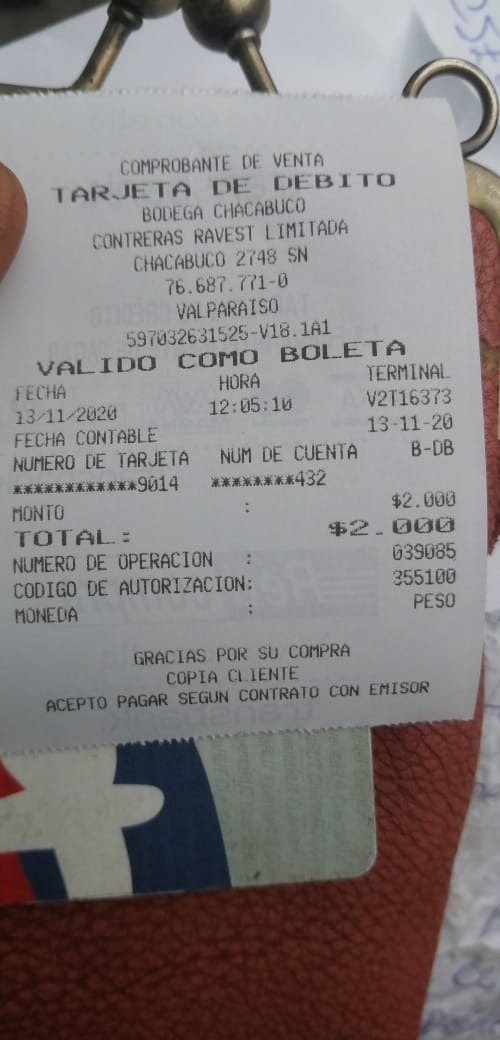 COMPROBANTE DE VENTA
TARJETA DE DEBITO
BODEGA CHACABUCO
CONTRERAS RAVEST LIMITADA
CHACABUCO 2748 SN
76.687.771-0
VALPARAISO
597032631525-V18.1A1
VALIDO COMO BOLETA
FECHA HORA TERMINAL
13/11/2020 12:05:10 V2T16373
FECHA CONTABLE 13-11-20
NUMERO DE TARJETA NUM DE CUENTA B-DB
************9014 ********432
MONTO : $2.000
TOTAL: $2.000
NUMERO DE OPERACION : 039085
CODIGO DE AUTORIZACION: 355100
MONEDA : PESO
GRACIAS POR SU COMPRA
COPIA CLIENTE
ACEPTO PAGAR SEGUN CONTRATO CON EMISOR